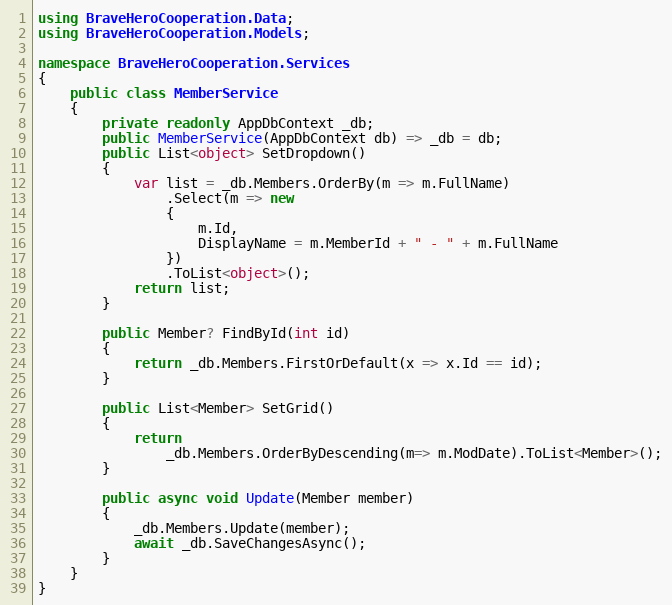 1 using BraveHeroCooperation.Data;
2 using BraveHeroCooperation.Models;
3
4 namespace BraveHeroCooperation.Services
5 {
6     public class MemberService
7     {
8         private readonly AppDbContext _db;
9         public MemberService(AppDbContext db) => _db = db;
10         public List<object> SetDropdown()
11         {
12             var list = _db.Members.OrderBy(m => m.FullName)
13                 .Select(m => new
14                 {
15                     m.Id,
16                     DisplayName = m.MemberId + " - " + m.FullName
17                 })
18                 .ToList<object>();
19             return list;
20         }
21
22         public Member? FindById(int id)
23         {
24             return _db.Members.FirstOrDefault(x => x.Id == id);
25         }
26
27         public List<Member> SetGrid()
28         {
29             return
30                 _db.Members.OrderByDescending(m=> m.ModDate).ToList<Member>();
31         }
32
33         public async void Update(Member member)
34         {
35             _db.Members.Update(member);
36             await _db.SaveChangesAsync();
37         }
38     }
39 }